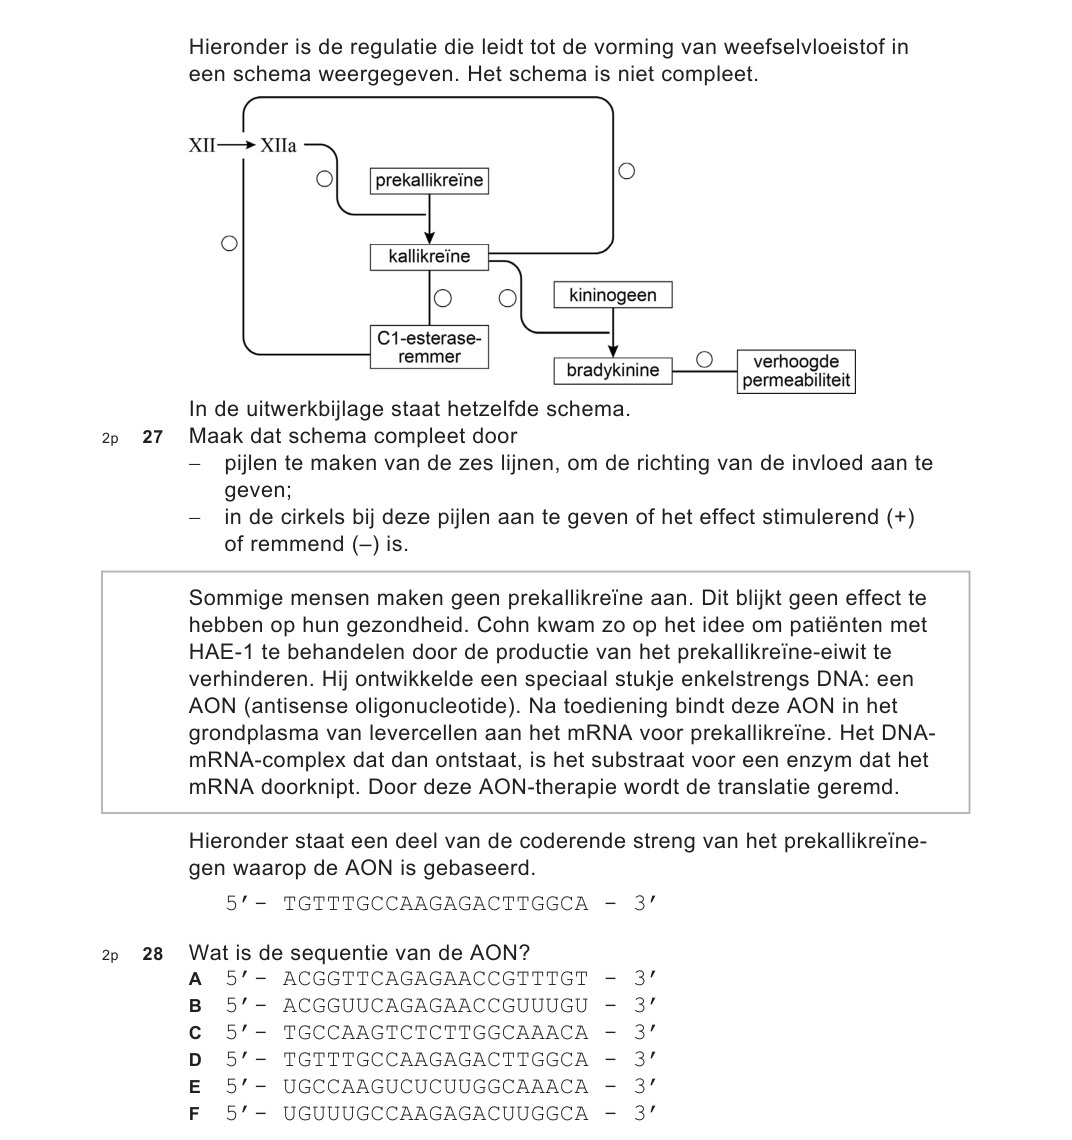 Hieronder is de regulatie die leidt tot de vorming van weefselvloeistof in
een schema weergegeven. Het schema is niet compleet.
XII
XIIa
prekallikreïne
kallikreïne
kininogeen
C1-esterase-
remmer
bradykinine
verhoogde
permeabiliteit
In de uitwerkbijlage staat hetzelfde schema.
2p 27 Maak dat schema compleet door
– pijlen te maken van de zes lijnen, om de richting van de invloed aan te
geven;
– in de cirkels bij deze pijlen aan te geven of het effect stimulerend (+)
of remmend (–) is.
Sommige mensen maken geen prekallikreïne aan. Dit blijkt geen effect te
hebben op hun gezondheid. Cohn kwam zo op het idee om patiënten met
HAE-1 te behandelen door de productie van het prekallikreïne-eiwit te
verhinderen. Hij ontwikkelde een speciaal stukje enkelstrengs DNA: een
AON (antisense oligonucleotide). Na toediening bindt deze AON in het
grondplasma van levercellen aan het mRNA voor prekallikreïne. Het DNA-
mRNA-complex dat dan ontstaat, is het substraat voor een enzym dat het
mRNA doorknipt. Door deze AON-therapie wordt de translatie geremd.
Hieronder staat een deel van de coderende streng van het prekallikreïne-
gen waarop de AON is gebaseerd.
5’– TGTTTGCCAAGAGACTTGGCA – 3’
2p 28 Wat is de sequentie van de AON?
A 5’– ACGGTTCAGAGAACCGTTTGT – 3’
B 5’– ACGGUUCAGAGAACCGUUUGU – 3’
C 5’– TGCCAAGTCTCTTGGCAAACA – 3’
D 5’– TGTTTGCCAAGAGACTTGGCA – 3’
E 5’– UGCCAAGUCUCUUGGCAAACA – 3’
F 5’– UGUUUGCCAAGAGACUUGGCA – 3’